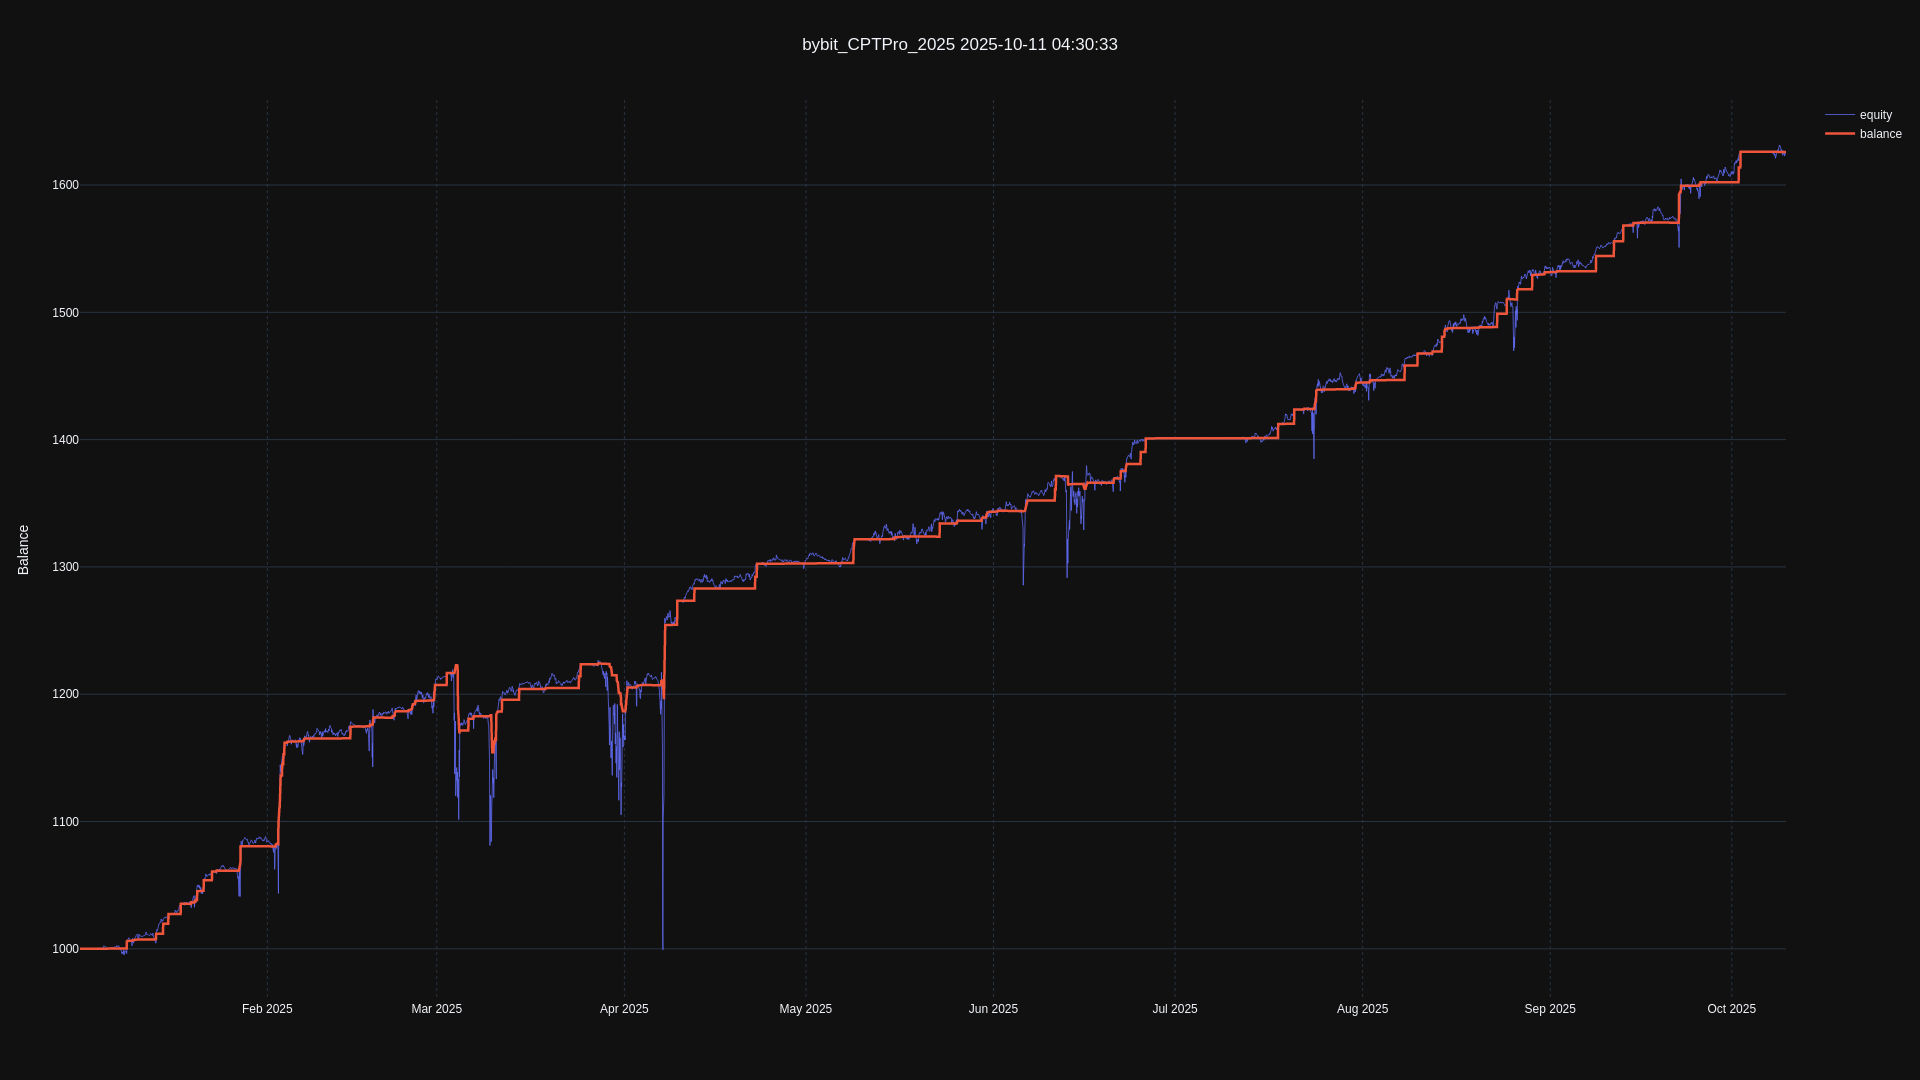 bybit_CPTPro_2025 2025-10-11 04:30:33
equity
balance
1600
1500
1400
1300
1200
1100
1000
Balance
Feb 2025
Mar 2025
Apr 2025
May 2025
Jun 2025
Jul 2025
Aug 2025
Sep 2025
Oct 2025